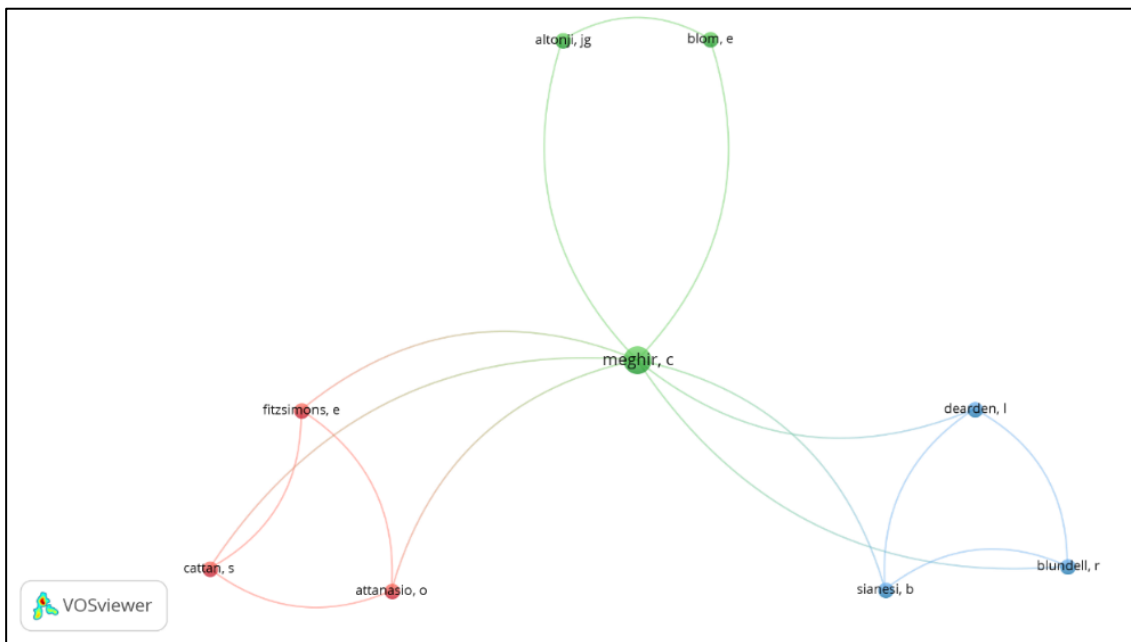 altonji, jg
blom, e
meghir, c
fitzsimons, e
dearden, l
cattan, s
attanasio, o
sianesi, b
blundell, r
VOSviewer